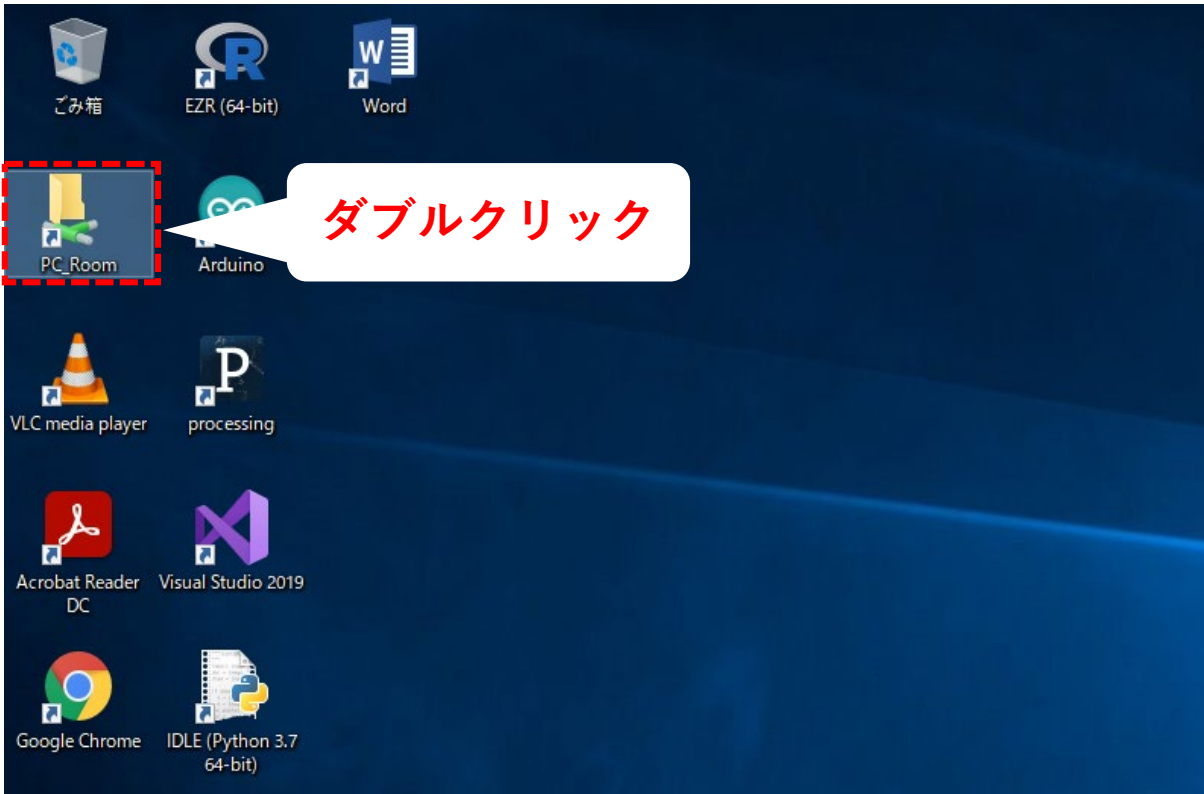 ごみ箱
EZR (64-bit)
W
Word
PC_Room
Arduino
ダブルクリック
VLC media player
P
processing
Acrobat Reader
DC
Visual Studio 2019
Google Chrome
IDLE (Python 3.7
64-bit)